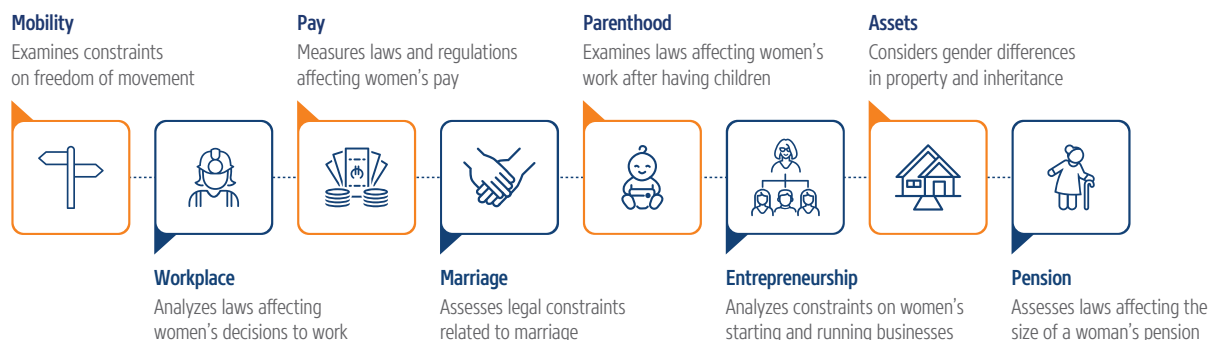 Mobility
Examines constraints
on freedom of movement
Pay
Measures laws and regulations
affecting women’s pay
Parenthood
Examines laws affecting women’s
work after having children
Assets
Considers gender differences
in property and inheritance
Workplace
Analyzes laws affecting
women’s decisions to work
Marriage
Assesses legal constraints
related to marriage
Entrepreneurship
Analyzes constraints on women’s
starting and running businesses
Pension
Assesses laws affecting the
size of a woman’s pension